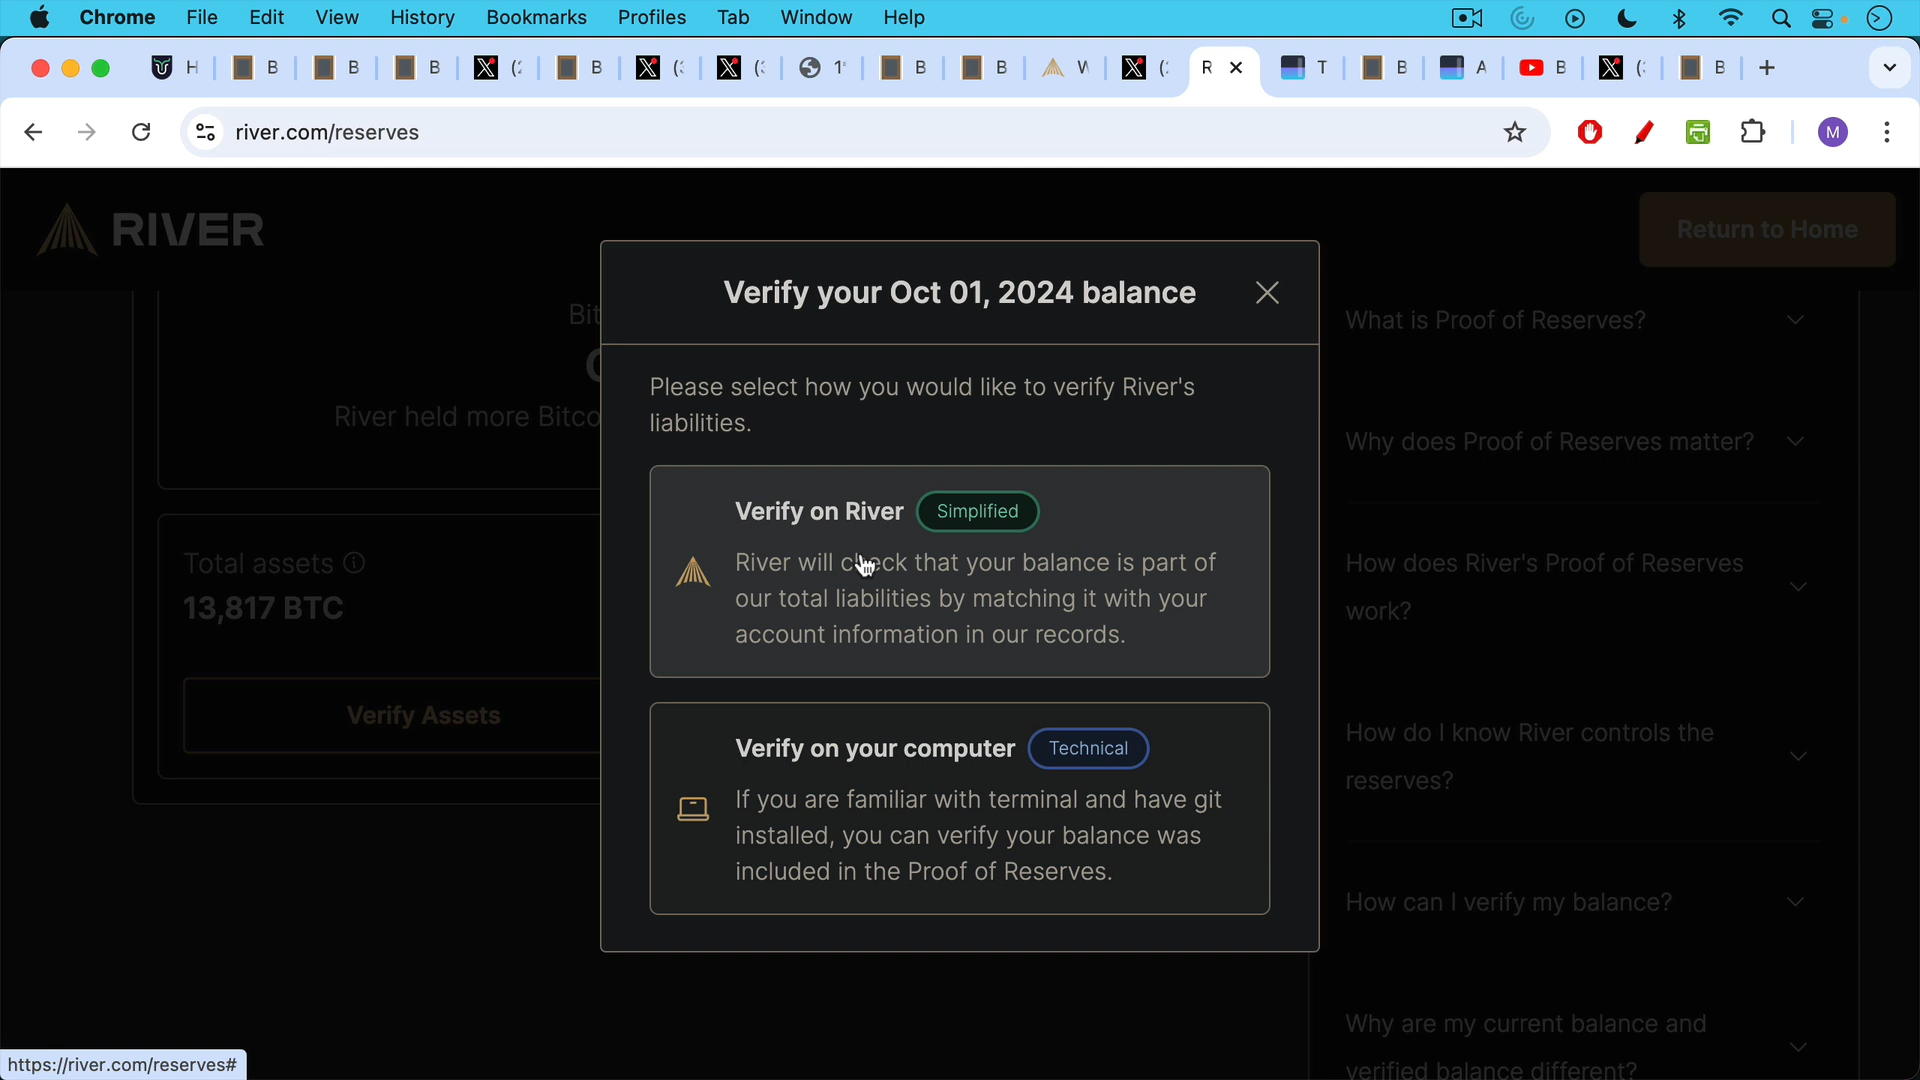 Chrome File Edit View History Bookmarks Profiles Tab Window Help
H B B B B B B W R T B A B B
river.com/reserves
M
RIVER
Return to Home
Verify your Oct 01, 2024 balance
Please select how you would like to verify River's
liabilities.
Verify on River Simplified
River will check that your balance is part of
our total liabilities by matching it with your
account information in our records.
Verify on your computer Technical
If you are familiar with terminal and have git
installed, you can verify your balance was
included in the Proof of Reserves.
Bit
River held more Bitco
Total assets
13,817 BTC
Verify Assets
What is Proof of Reserves?
Why does Proof of Reserves matter?
How does River's Proof of Reserves
work?
How do I know River controls the
reserves?
How can I verify my balance?
Why are my current balance and
verified balance different?
https://river.com/reserves#